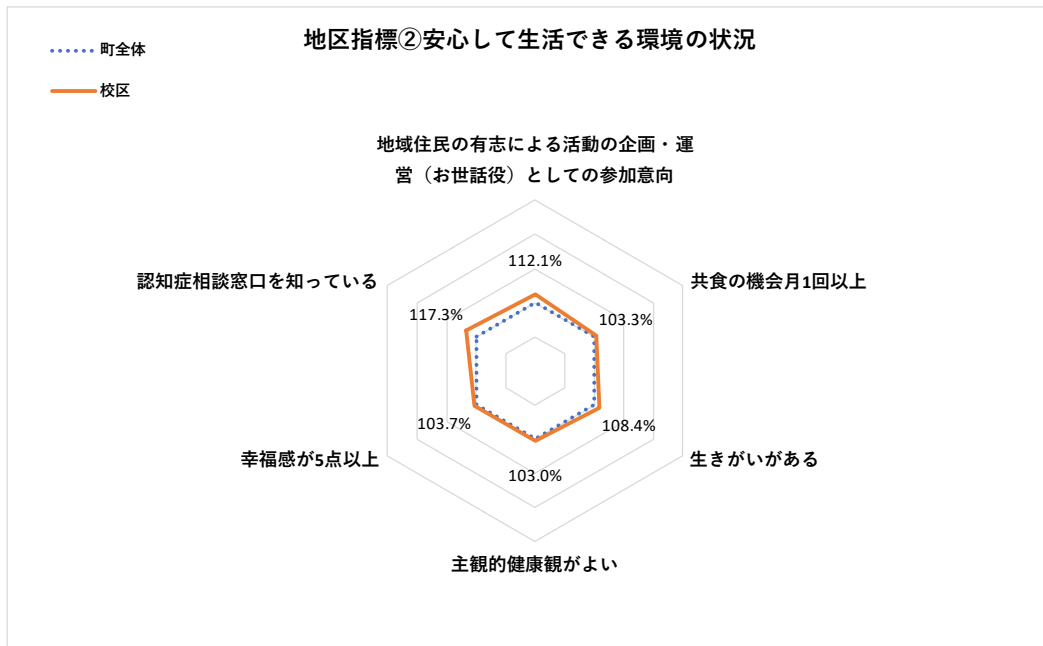 地区指標②安心して生活できる環境の状況
町全体
校区
地域住民の有志による活動の企画・運
営（お世話役）としての参加意向
112.1%
認知症相談窓口を知っている
共食の機会月1回以上
117.3%
103.3%
103.7%
108.4%
幸福感が5点以上
生きがいがある
103.0%
主観的健康観がよい